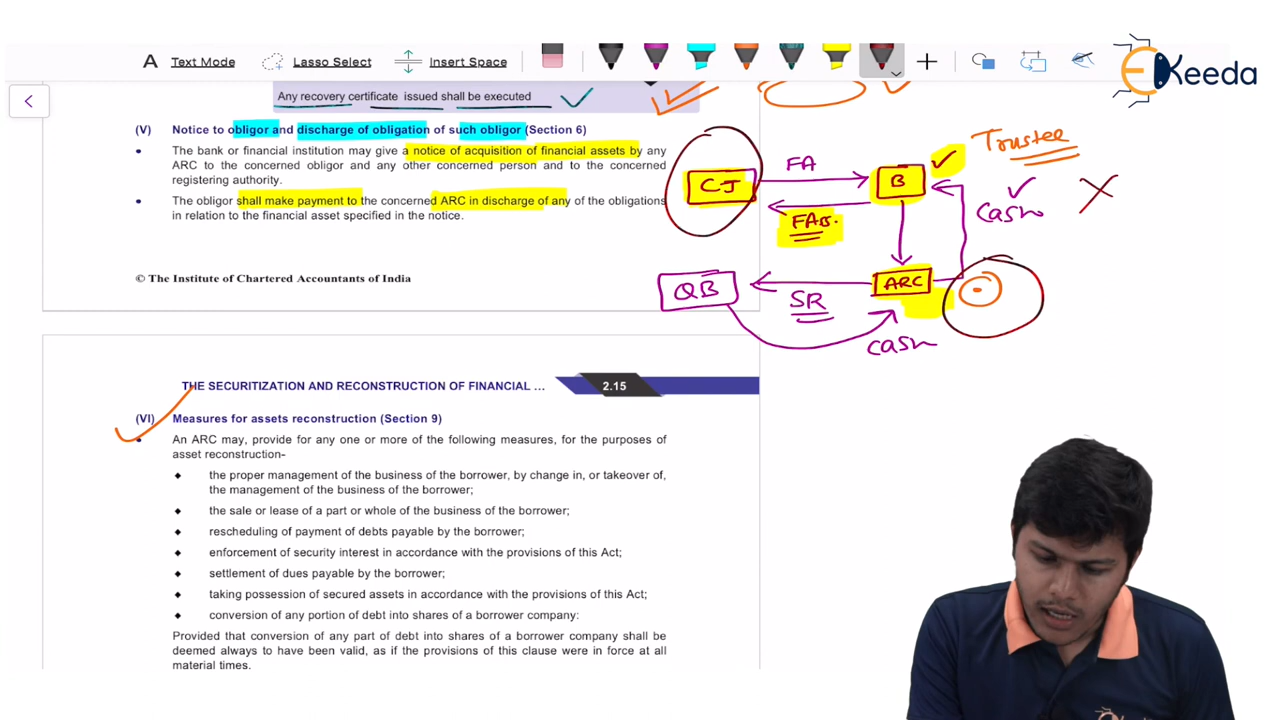 Text Mode
Lasso Select
Insert Space
Keeda
Any recovery certificate issued shall be executed
(V) Notice to obligor and discharge of obligation of such obligor (Section 6)
• The bank or financial institution may give a notice of acquisition of financial assets by any
ARC to the concerned obligor and any other concerned person and to the concerned
registering authority.
• The obligor shall make payment to the concerned ARC in discharge of any of the obligations
in relation to the financial asset specified in the notice.
© The Institute of Chartered Accountants of India
Trustee
FA
CJ
B
Cash
FAs.
ARC
QB
SR
Cash
THE SECURITIZATION AND RECONSTRUCTION OF FINANCIAL ... 2.15
(VI) Measures for assets reconstruction (Section 9)
• An ARC may, provide for any one or more of the following measures, for the purposes of
asset reconstruction-
♦ the proper management of the business of the borrower, by change in, or takeover of,
the management of the business of the borrower;
♦ the sale or lease of a part or whole of the business of the borrower;
♦ rescheduling of payment of debts payable by the borrower;
♦ enforcement of security interest in accordance with the provisions of this Act;
♦ settlement of dues payable by the borrower;
♦ taking possession of secured assets in accordance with the provisions of this Act;
♦ conversion of any portion of debt into shares of a borrower company:
Provided that conversion of any part of debt into shares of a borrower company shall be
deemed always to have been valid, as if the provisions of this clause were in force at all
material times.